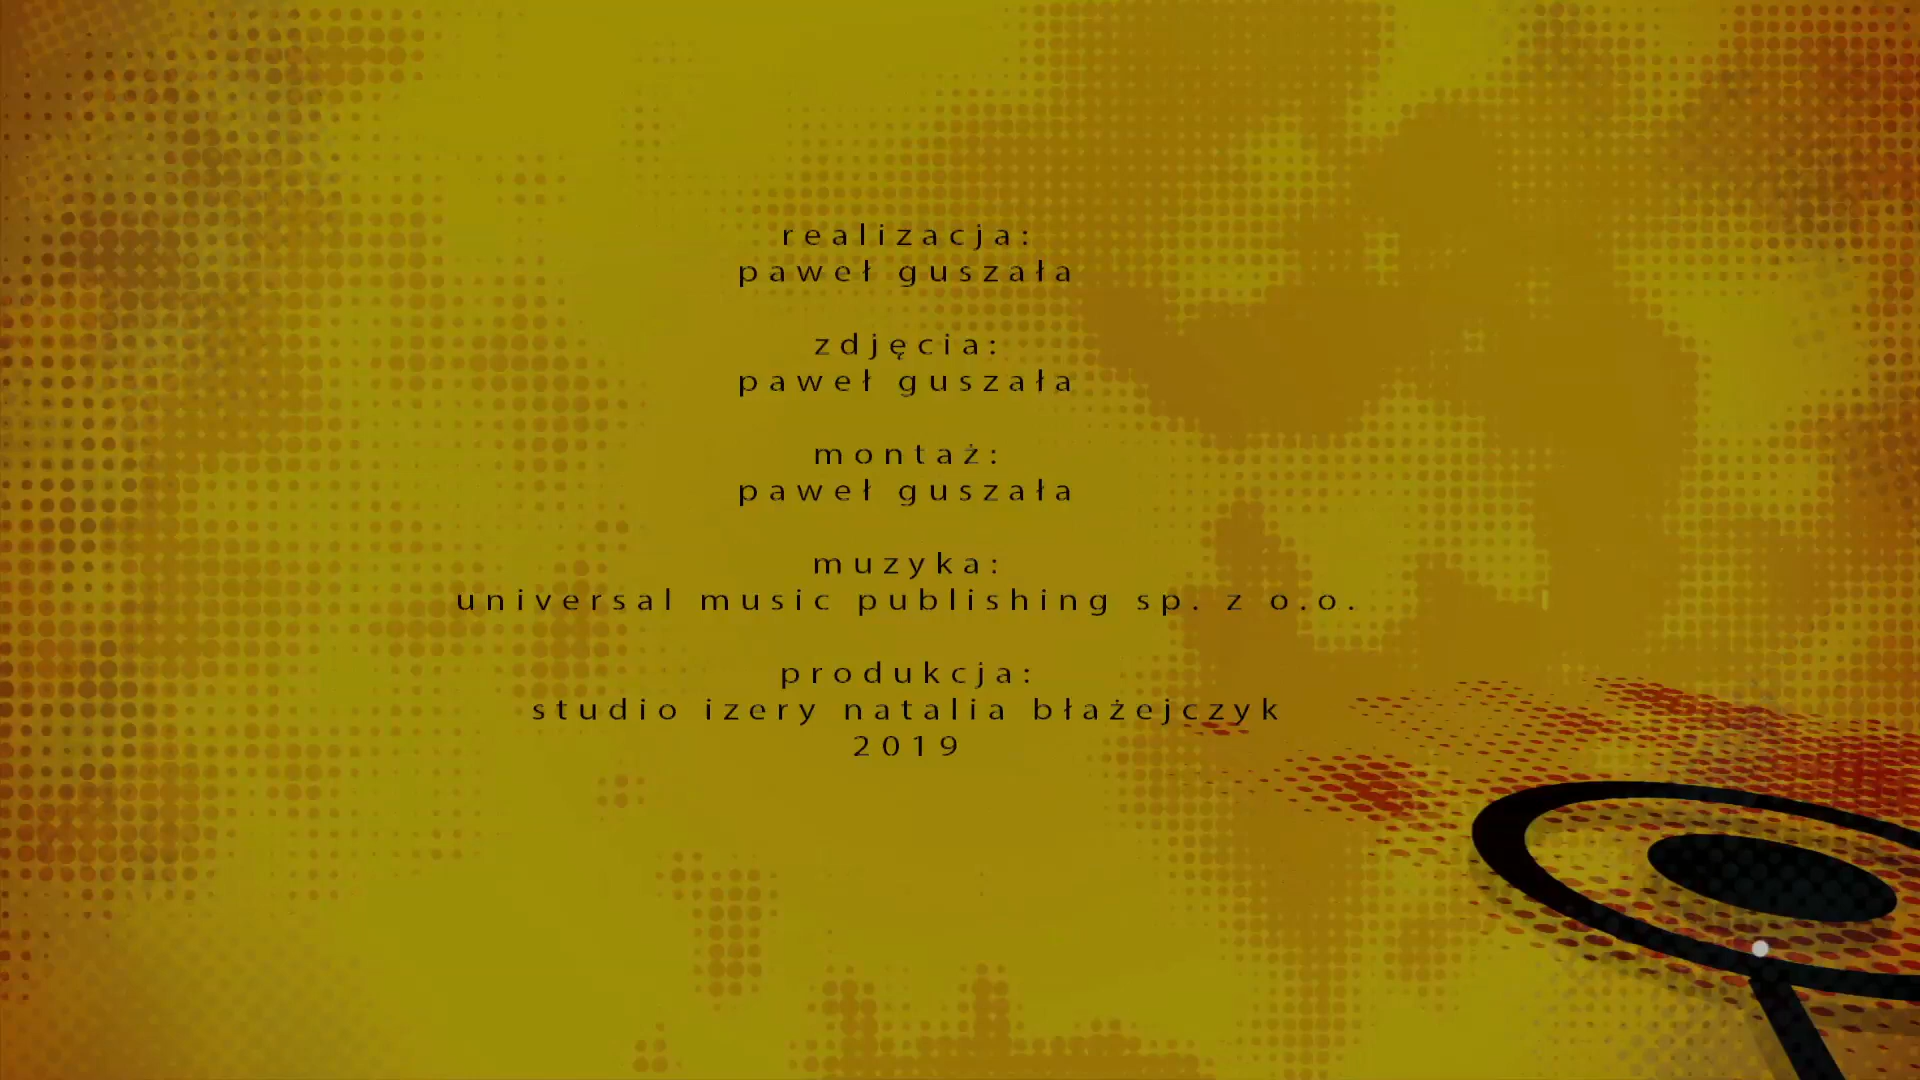 realizacja:
paweł guszała
zdjęcia:
paweł guszała
montaż:
paweł guszała
muzyka:
universal music publishing sp. z o.o.
produkcja:
studio izery natalia błażejczyk
2019